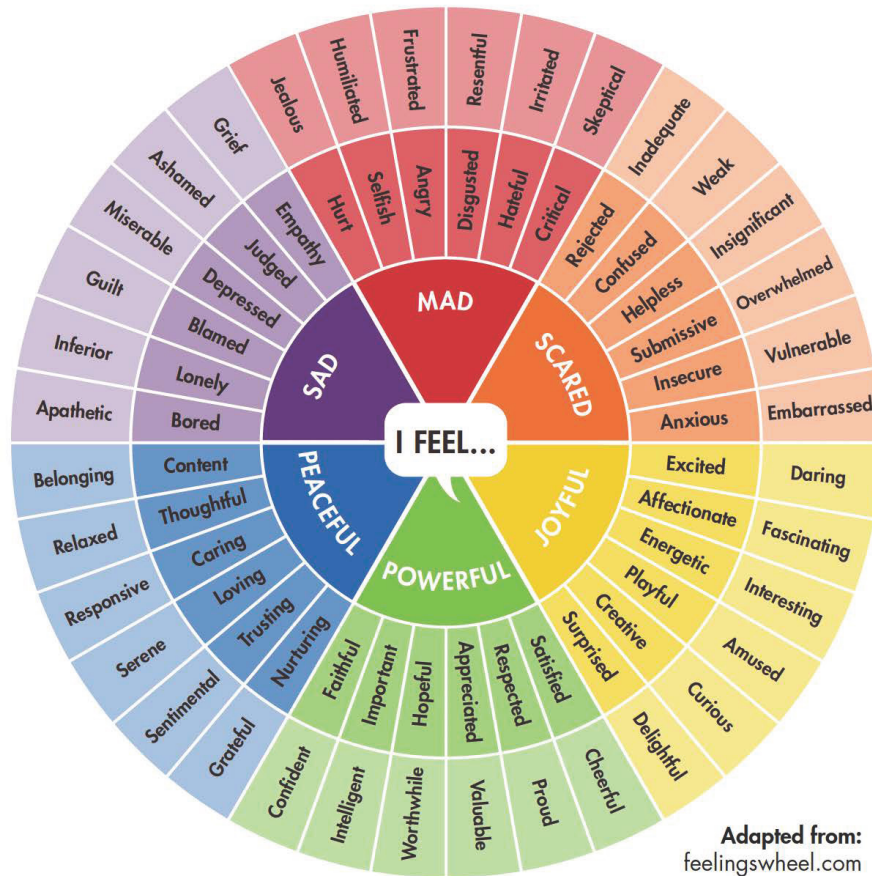 I FEEL...
MAD
Hurt
Selfish
Angry
Disgusted
Hateful
Critical
Jealous
Humiliated
Frustrated
Resentful
Irritated
Skeptical
SCARED
Rejected
Confused
Helpless
Submissive
Insecure
Anxious
Inadequate
Weak
Insignificant
Overwhelmed
Vulnerable
Embarrassed
JOYFUL
Excited
Affectionate
Energetic
Playful
Creative
Surprised
Daring
Fascinating
Interesting
Amused
Curious
Delightful
POWERFUL
Satisfied
Respected
Appreciated
Hopeful
Important
Faithful
Cheerful
Proud
Valuable
Worthwhile
Intelligent
Confident
PEACEFUL
Nurturing
Trusting
Loving
Caring
Thoughtful
Content
Grateful
Sentimental
Serene
Responsive
Relaxed
Belonging
SAD
Bored
Lonely
Blamed
Depressed
Judged
Empathy
Apathetic
Inferior
Guilt
Miserable
Ashamed
Grief
Adapted from:
feelingswheel.com